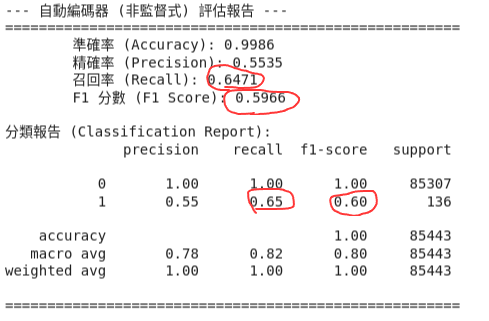 --- 自動編碼器 (非監督式) 評估報告 ---
=======================================================
準確率 (Accuracy): 0.9986
精確率 (Precision): 0.5535
召回率 (Recall): 0.6471
F1 分數 (F1 Score): 0.5966
分類報告 (Classification Report):
precision recall f1-score support
0 1.00 1.00 1.00 85307
1 0.55 0.65 0.60 136
accuracy 1.00 85443
macro avg 0.78 0.82 0.80 85443
weighted avg 1.00 1.00 1.00 85443
=======================================================